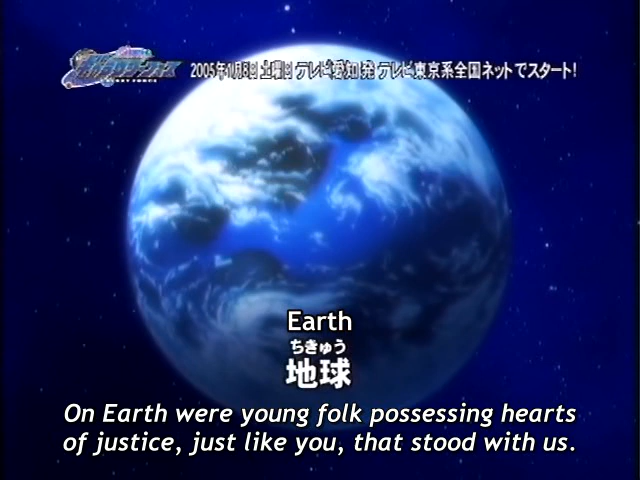 2005年1月8日 土曜日 テレビ愛知 発 テレビ東京系全国ネットでスタート!
Earth
ちきゅう
地球
On Earth were young folk possessing hearts
of justice, just like you, that stood with us.